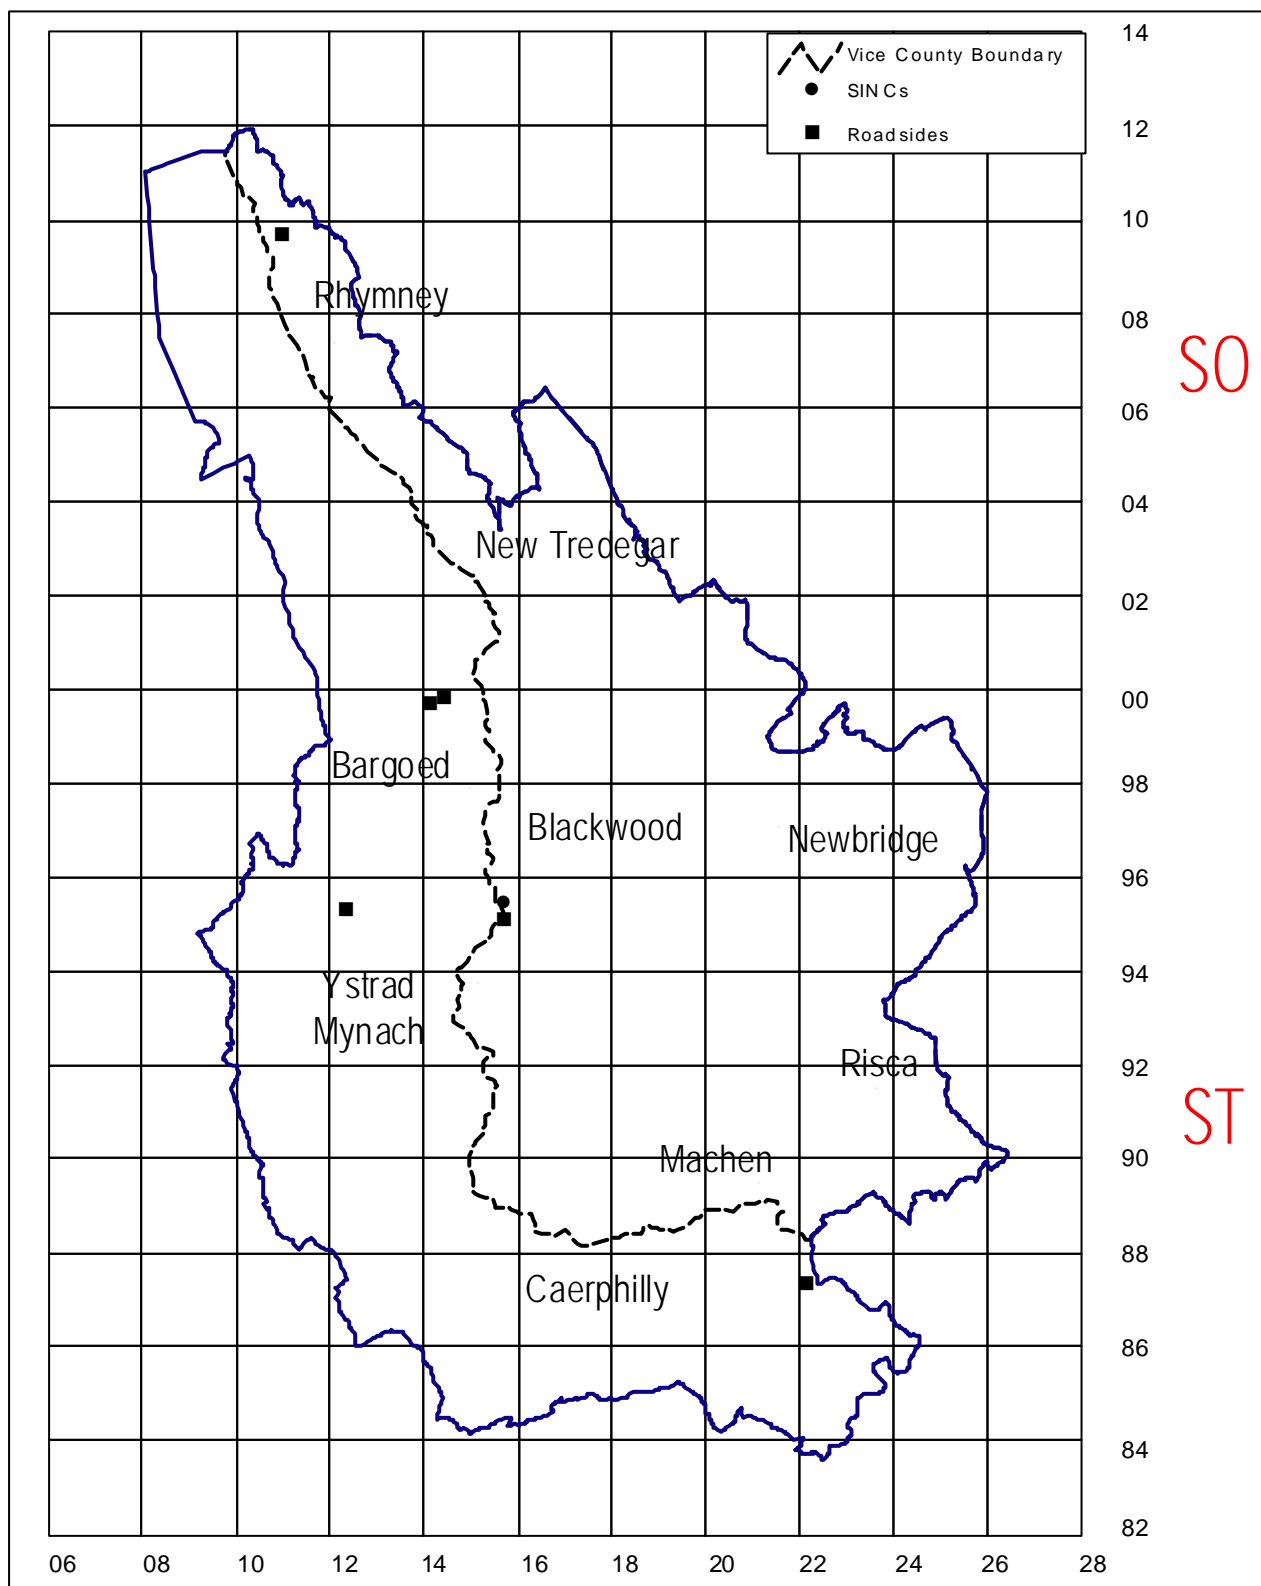 14
Vice County Boundary
SINCs
Roadsides
12
10
Rhymney
08
SO
06
04
New Tredegar
02
00
Bargoed
98
Blackwood
Newbridge
96
94
Ystrad
Mynach
Risca
92
ST
Machen
90
88
Caerphilly
86
84
82
06 08 10 12 14 16 18 20 22 24 26 28